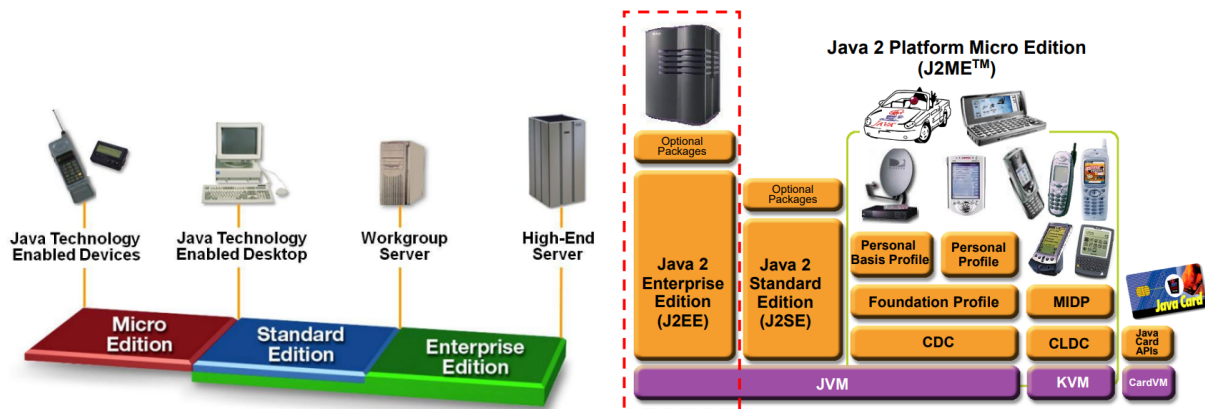 Java Technology
Enabled Devices
Java Technology
Enabled Desktop
Workgroup
Server
High-End
Server
Micro
Edition
Standard
Edition
Enterprise
Edition
Java 2 Platform Micro Edition
(J2ME™)
Optional
Packages
Java 2
Enterprise
Edition
(J2EE)
Optional
Packages
Java 2
Standard
Edition
(J2SE)
JAVA
Personal
Basis Profile
Personal
Profile
Foundation Profile
CDC
MIDP
CLDC
Java Card
Java
Card
APIs
JVM
KVM
CardVM